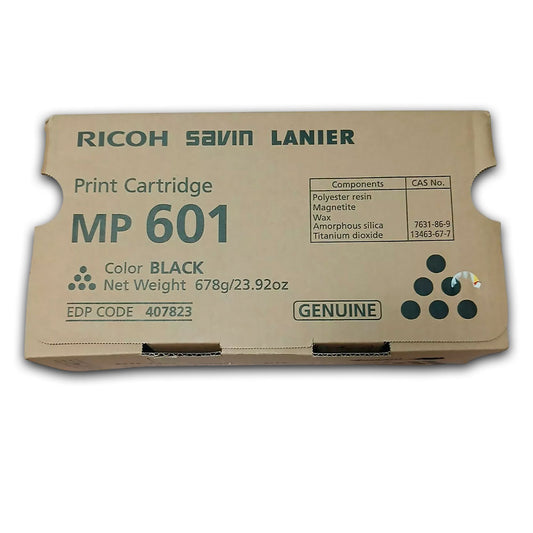 RICOH savin LANIER
Print Cartridge
MP 601
Color BLACK
Net Weight 678g/23.92oz
EDP CODE 407823
Components CAS No.
Polyester resin
Magnetite
Wax
Amorphous silica 7631-86-9
Titanium dioxide 13463-67-7
GENUINE